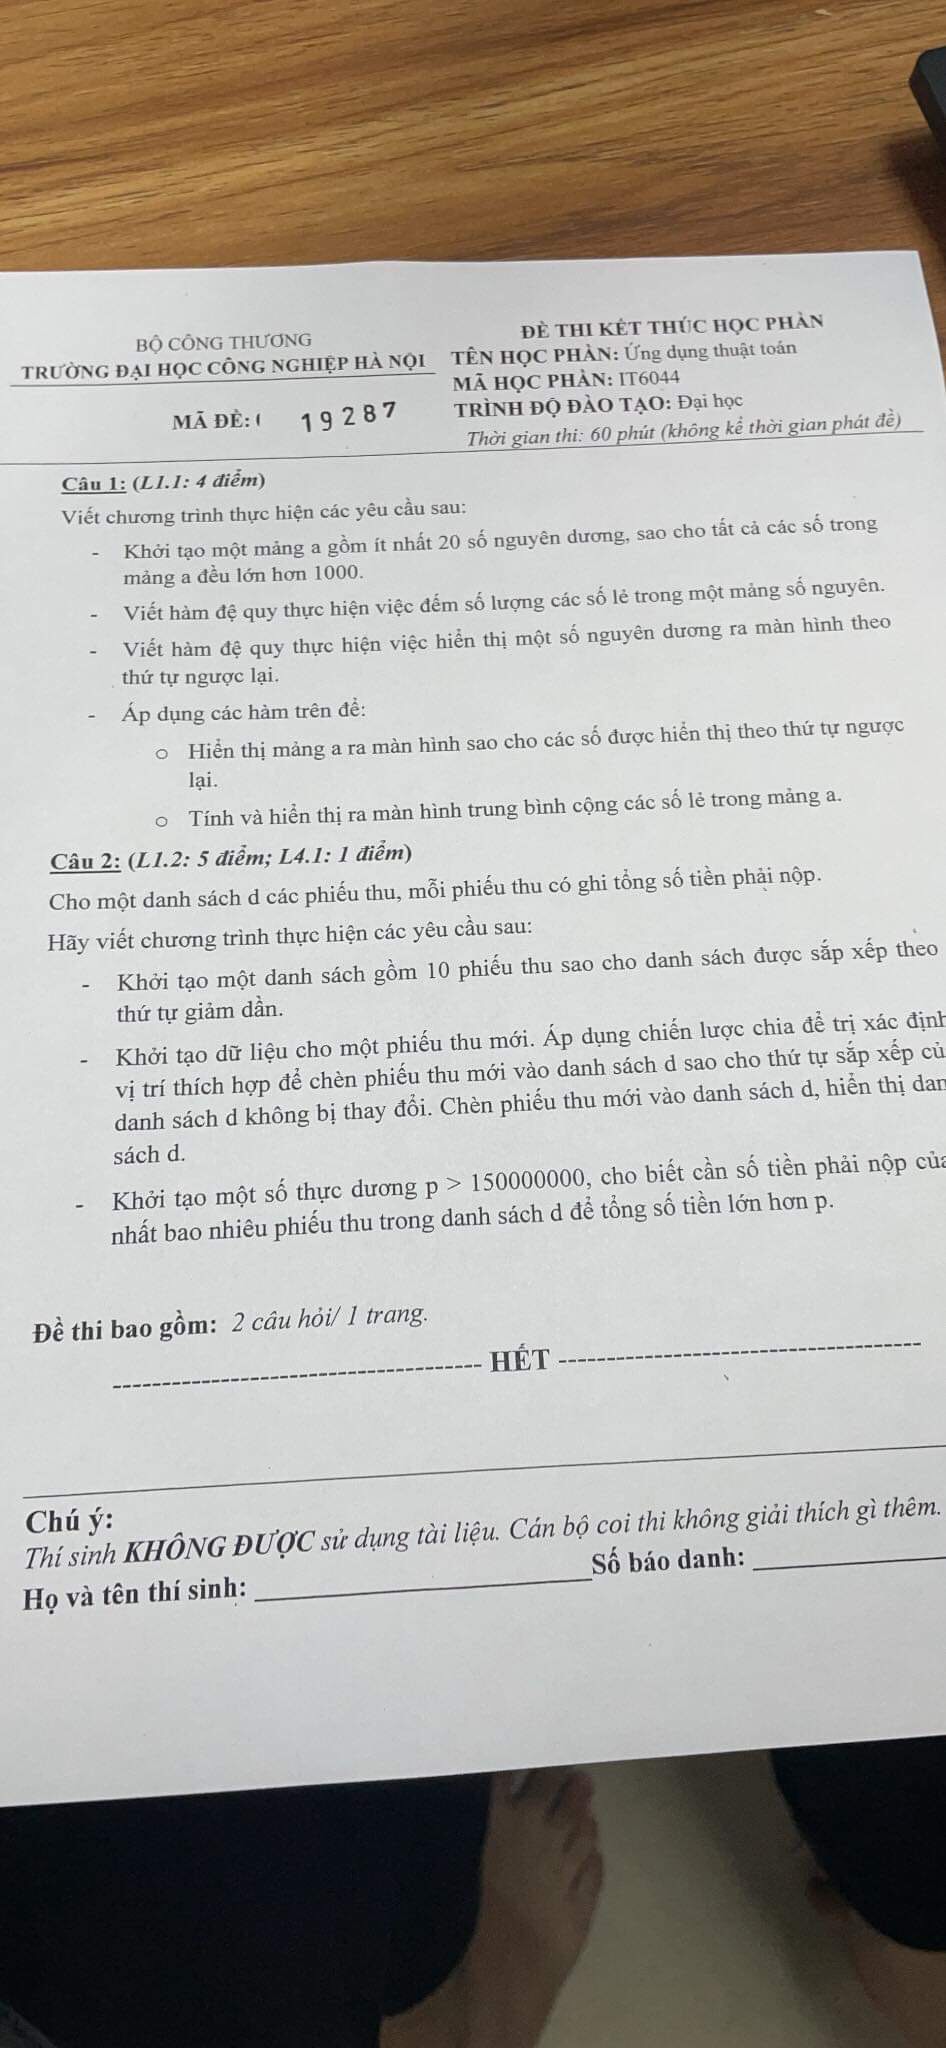 BỘ CÔNG THƯƠNG
TRƯỜNG ĐẠI HỌC CÔNG NGHIỆP HÀ NỘI
MÃ ĐỀ: 19287
ĐỀ THI KẾT THÚC HỌC PHẦN
TÊN HỌC PHẦN: Ứng dụng thuật toán
MÃ HỌC PHẦN: IT6044
TRÌNH ĐỘ ĐÀO TẠO: Đại học
Thời gian thi: 60 phút (không kể thời gian phát đề)
Câu 1: (L1.1: 4 điểm)
Viết chương trình thực hiện các yêu cầu sau:
- Khởi tạo một mảng a gồm ít nhất 20 số nguyên dương, sao cho tất cả các số trong
mảng a đều lớn hơn 1000.
- Viết hàm đệ quy thực hiện việc đếm số lượng các số lẻ trong một mảng số nguyên.
- Viết hàm đệ quy thực hiện việc hiển thị một số nguyên dương ra màn hình theo
thứ tự ngược lại.
- Áp dụng các hàm trên để:
o Hiển thị mảng a ra màn hình sao cho các số được hiển thị theo thứ tự ngược
lại.
o Tính và hiển thị ra màn hình trung bình cộng các số lẻ trong mảng a.
Câu 2: (L1.2: 5 điểm; L4.1: 1 điểm)
Cho một danh sách d các phiếu thu, mỗi phiếu thu có ghi tổng số tiền phải nộp.
Hãy viết chương trình thực hiện các yêu cầu sau:
- Khởi tạo một danh sách gồm 10 phiếu thu sao cho danh sách được sắp xếp theo
thứ tự giảm dần.
- Khởi tạo dữ liệu cho một phiếu thu mới. Áp dụng chiến lược chia để trị xác định
vị trí thích hợp để chèn phiếu thu mới vào danh sách d sao cho thứ tự sắp xếp củ
danh sách d không bị thay đổi. Chèn phiếu thu mới vào danh sách d, hiển thị dan
sách d.
- Khởi tạo một số thực dương p > 150000000, cho biết cần số tiền phải nộp của
nhất bao nhiêu phiếu thu trong danh sách d để tổng số tiền lớn hơn p.
Đề thi bao gồm: 2 câu hỏi/ 1 trang.
HẾT
Chú ý:
Thí sinh KHÔNG ĐƯỢC sử dụng tài liệu. Cán bộ coi thi không giải thích gì thêm.
Họ và tên thí sinh: Số báo danh: